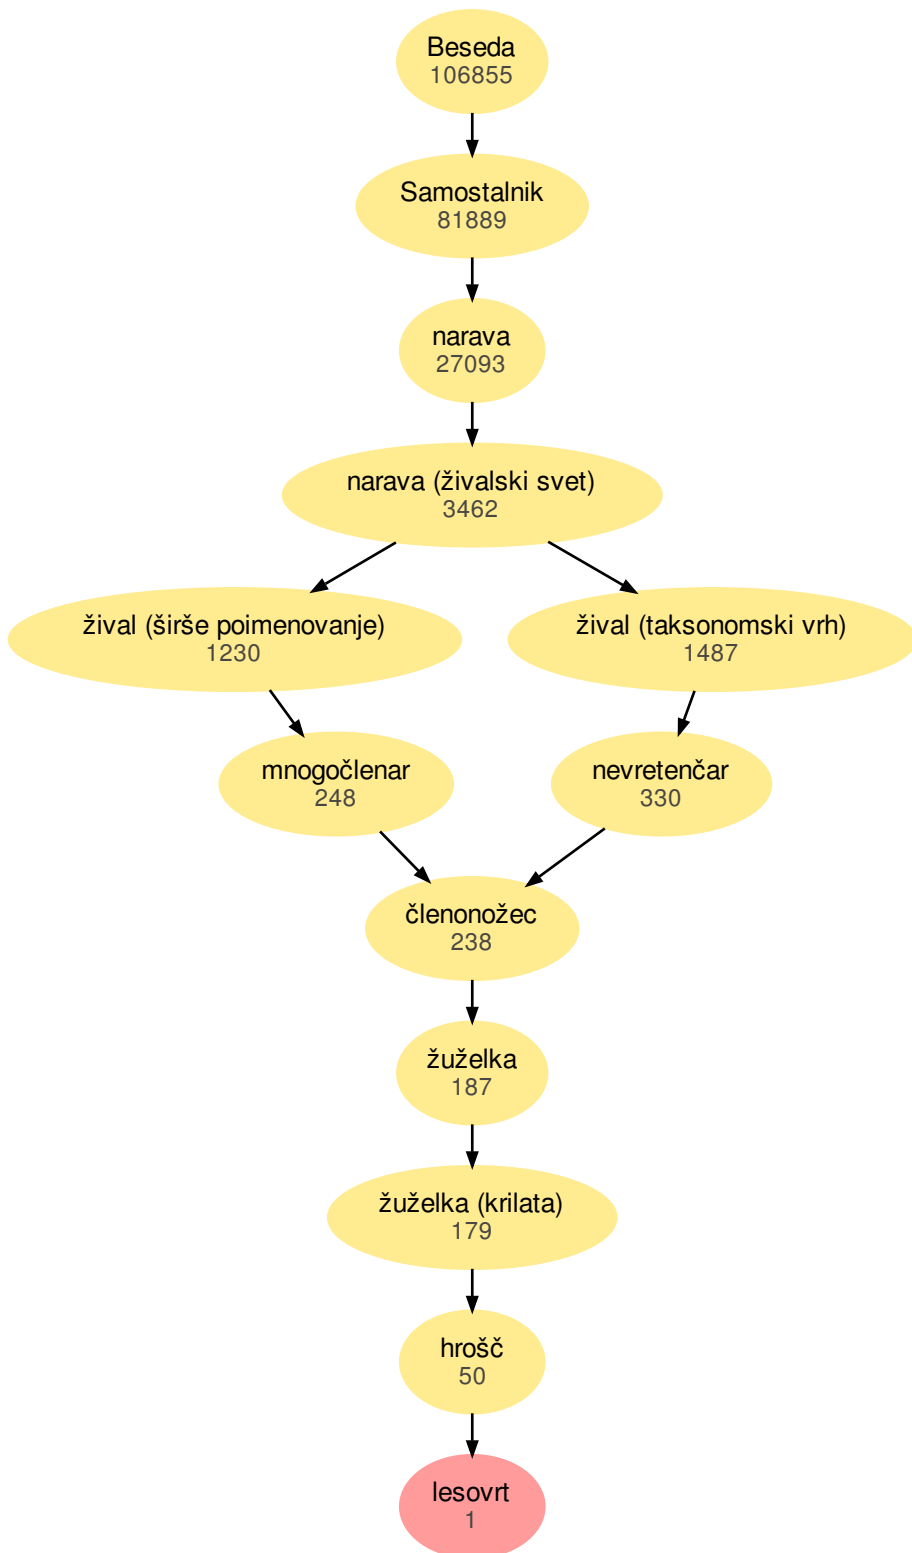 Beseda
106855
Samostalnik
81889
narava
27093
narava (živalski svet)
3462
žival (širše poimenovanje)
1230
žival (taksonomski vrh)
1487
mnogočlenar
248
nevretenčar
330
členonožec
238
žuželka
187
žuželka (krilata)
179
hrošč
50
lesovrt
1